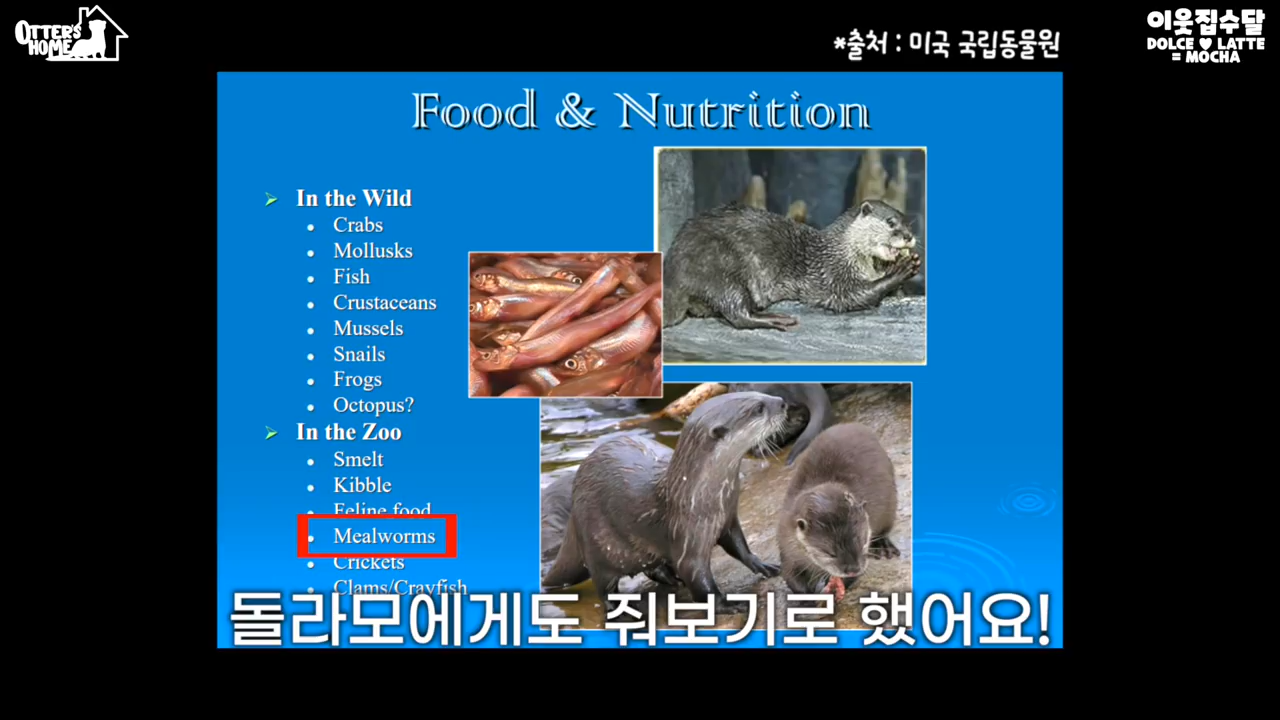 OTTER'S
HOME
*출처 : 미국 국립동물원
이웃집수달
DOLCE ♥ LATTE
= MOCHA
Food & Nutrition
➢ In the Wild
• Crabs
• Mollusks
• Fish
• Crustaceans
• Mussels
• Snails
• Frogs
• Octopus?
➢ In the Zoo
• Smelt
• Kibble
• Feline food
• Mealworms
• Crickets
• Clams/Crayfish
돌라모에게도 줘보기로 했어요!